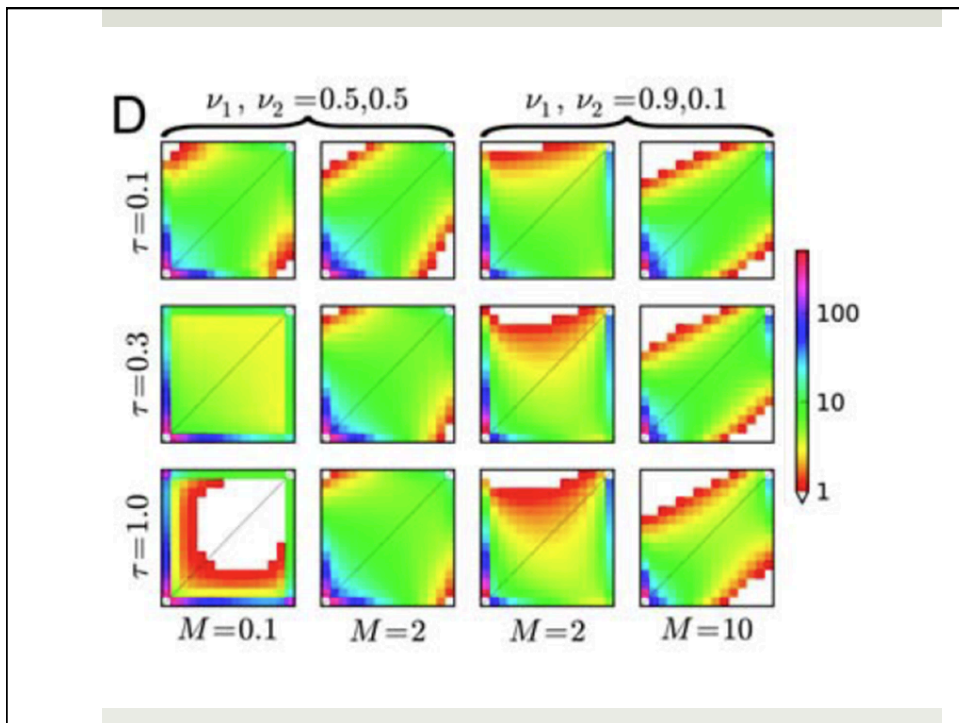 D
ν₁, ν₂ =0.5,0.5
ν₁, ν₂ =0.9,0.1
τ=0.1
τ=0.3
τ=1.0
100
10
1
M=0.1
M=2
M=2
M=10